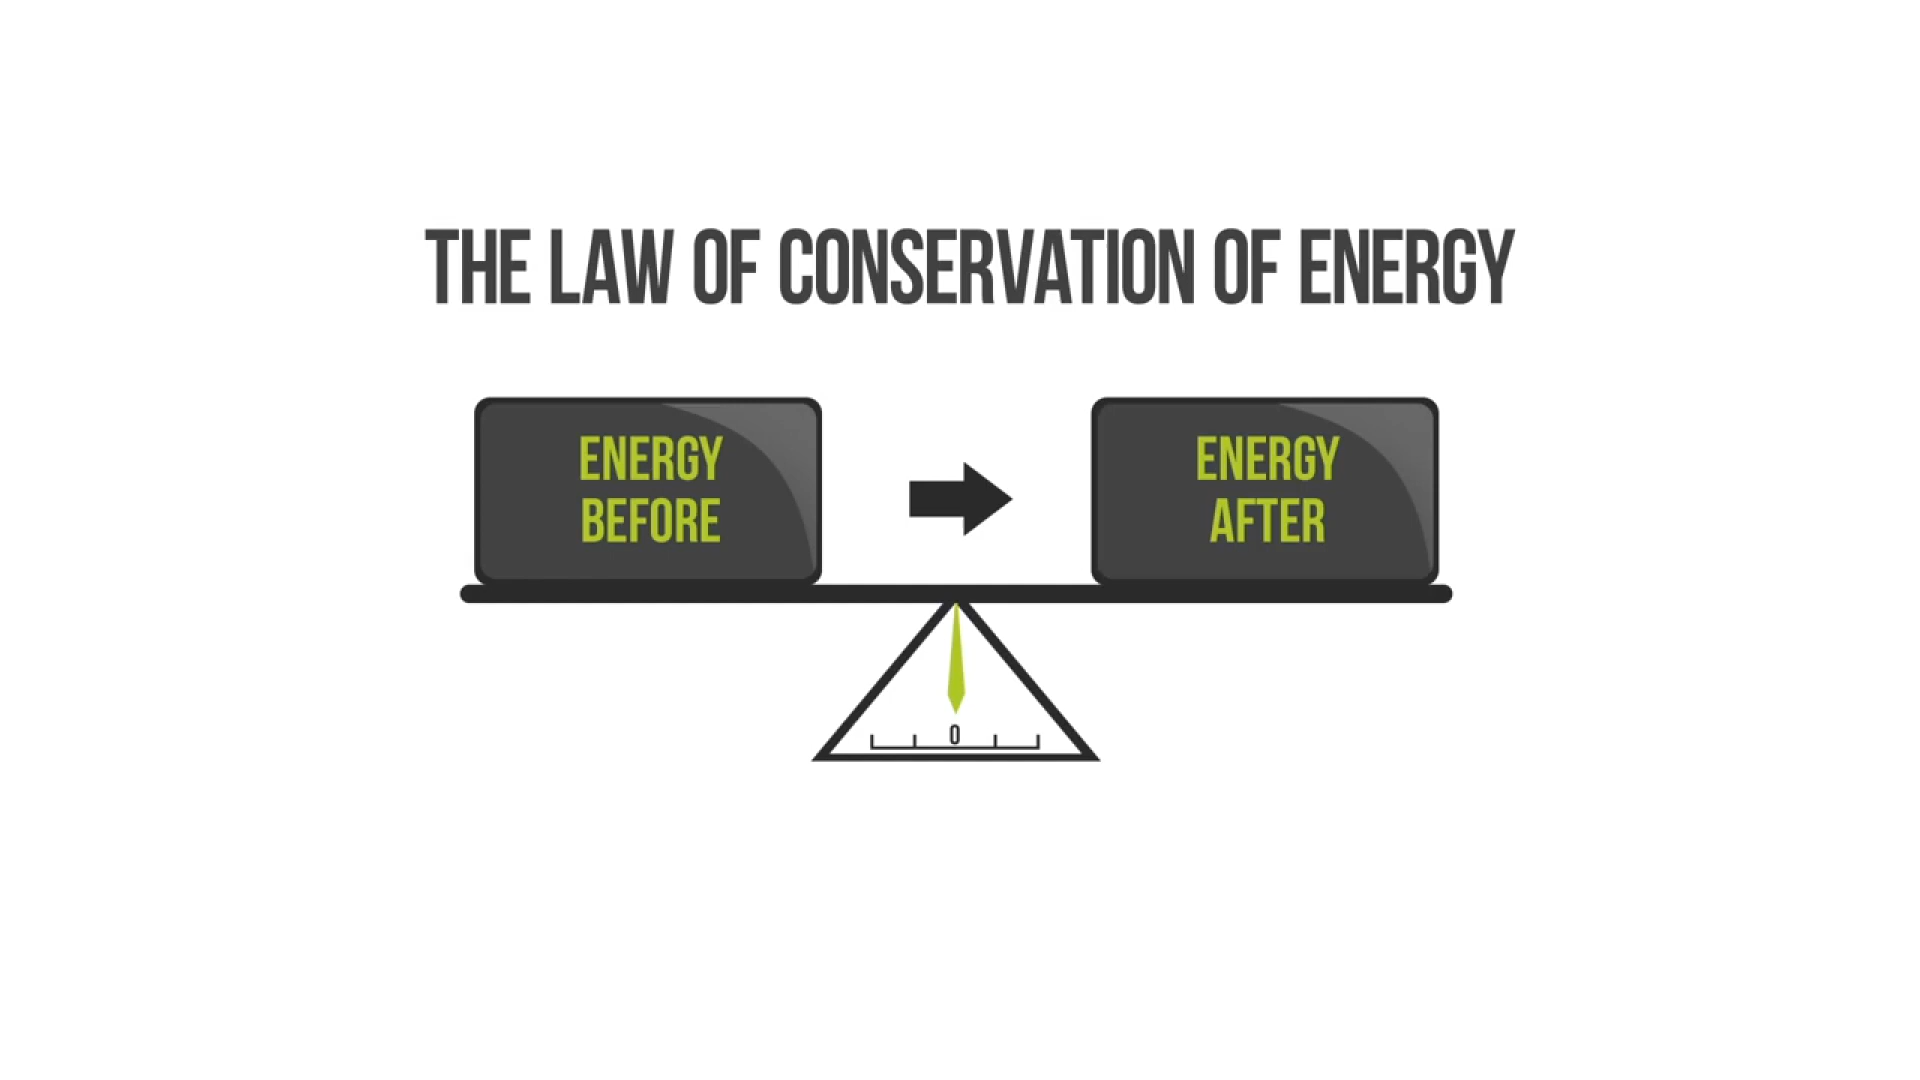 THE LAW OF CONSERVATION OF ENERGY
ENERGY
BEFORE
ENERGY
AFTER
0